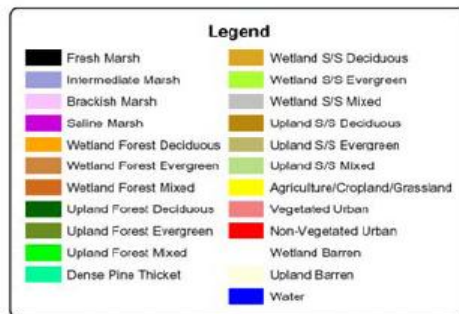 Legend
Fresh Marsh
Intermediate Marsh
Brackish Marsh
Saline Marsh
Wetland Forest Deciduous
Wetland Forest Evergreen
Wetland Forest Mixed
Upland Forest Deciduous
Upland Forest Evergreen
Upland Forest Mixed
Dense Pine Thicket
Wetland S/S Deciduous
Wetland S/S Evergreen
Wetland S/S Mixed
Upland S/S Deciduous
Upland S/S Evergreen
Upland S/S Mixed
Agriculture/Cropland/Grassland
Vegetated Urban
Non-Vegetated Urban
Wetland Barren
Upland Barren
Water